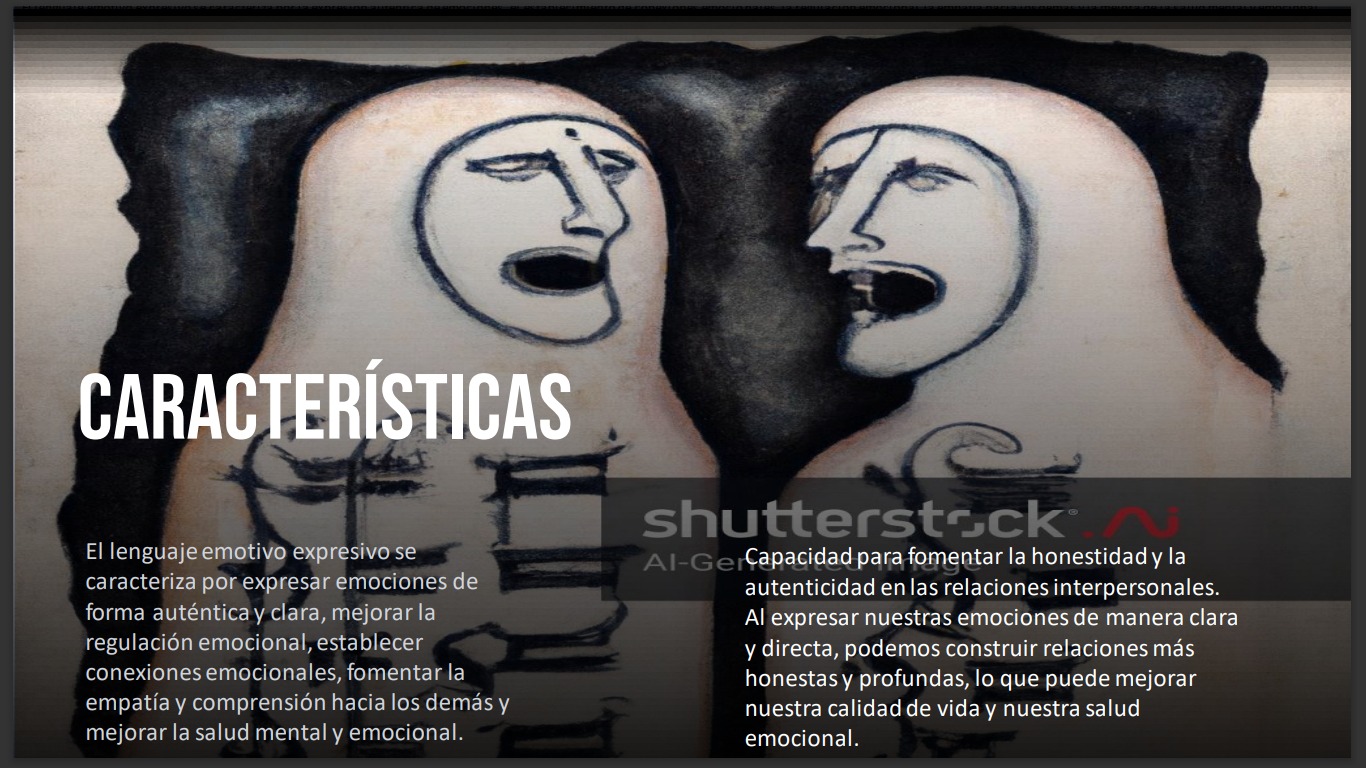 CARACTERÍSTICAS
El lenguaje emotivo expresivo se
caracteriza por expresar emociones de
forma auténtica y clara, mejorar la
regulación emocional, establecer
conexiones emocionales, fomentar la
empatía y comprensión hacia los demás y
mejorar la salud mental y emocional.
shutterstock®.AI
AI-Generated Image
Capacidad para fomentar la honestidad y la
autenticidad en las relaciones interpersonales.
Al expresar nuestras emociones de manera clara
y directa, podemos construir relaciones más
honestas y profundas, lo que puede mejorar
nuestra calidad de vida y nuestra salud
emocional.